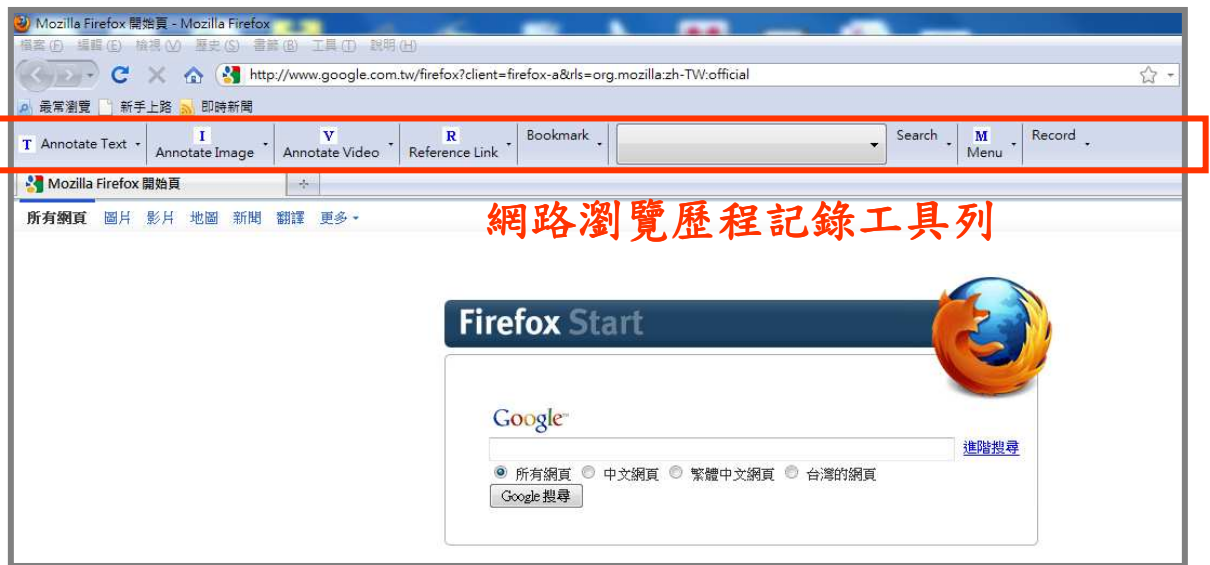 Mozilla Firefox 開始頁 - Mozilla Firefox
檔案(F) 編輯(E) 檢視(V) 歷史(S) 書籤(B) 工具(T) 說明(H)
http://www.google.com.tw/firefox?client=firefox-a&rls=org.mozilla:zh-TW:official
最常瀏覽 新手上路 即時新聞
T Annotate Text I Annotate Image V Annotate Video R Reference Link Bookmark Search M Menu Record
Mozilla Firefox 開始頁
所有網頁 圖片 影片 地圖 新聞 翻譯 更多
網路瀏覽歷程記錄工具列
Firefox Start
Google™
進階搜尋
所有網頁 中文網頁 繁體中文網頁 台灣的網頁
Google 搜尋